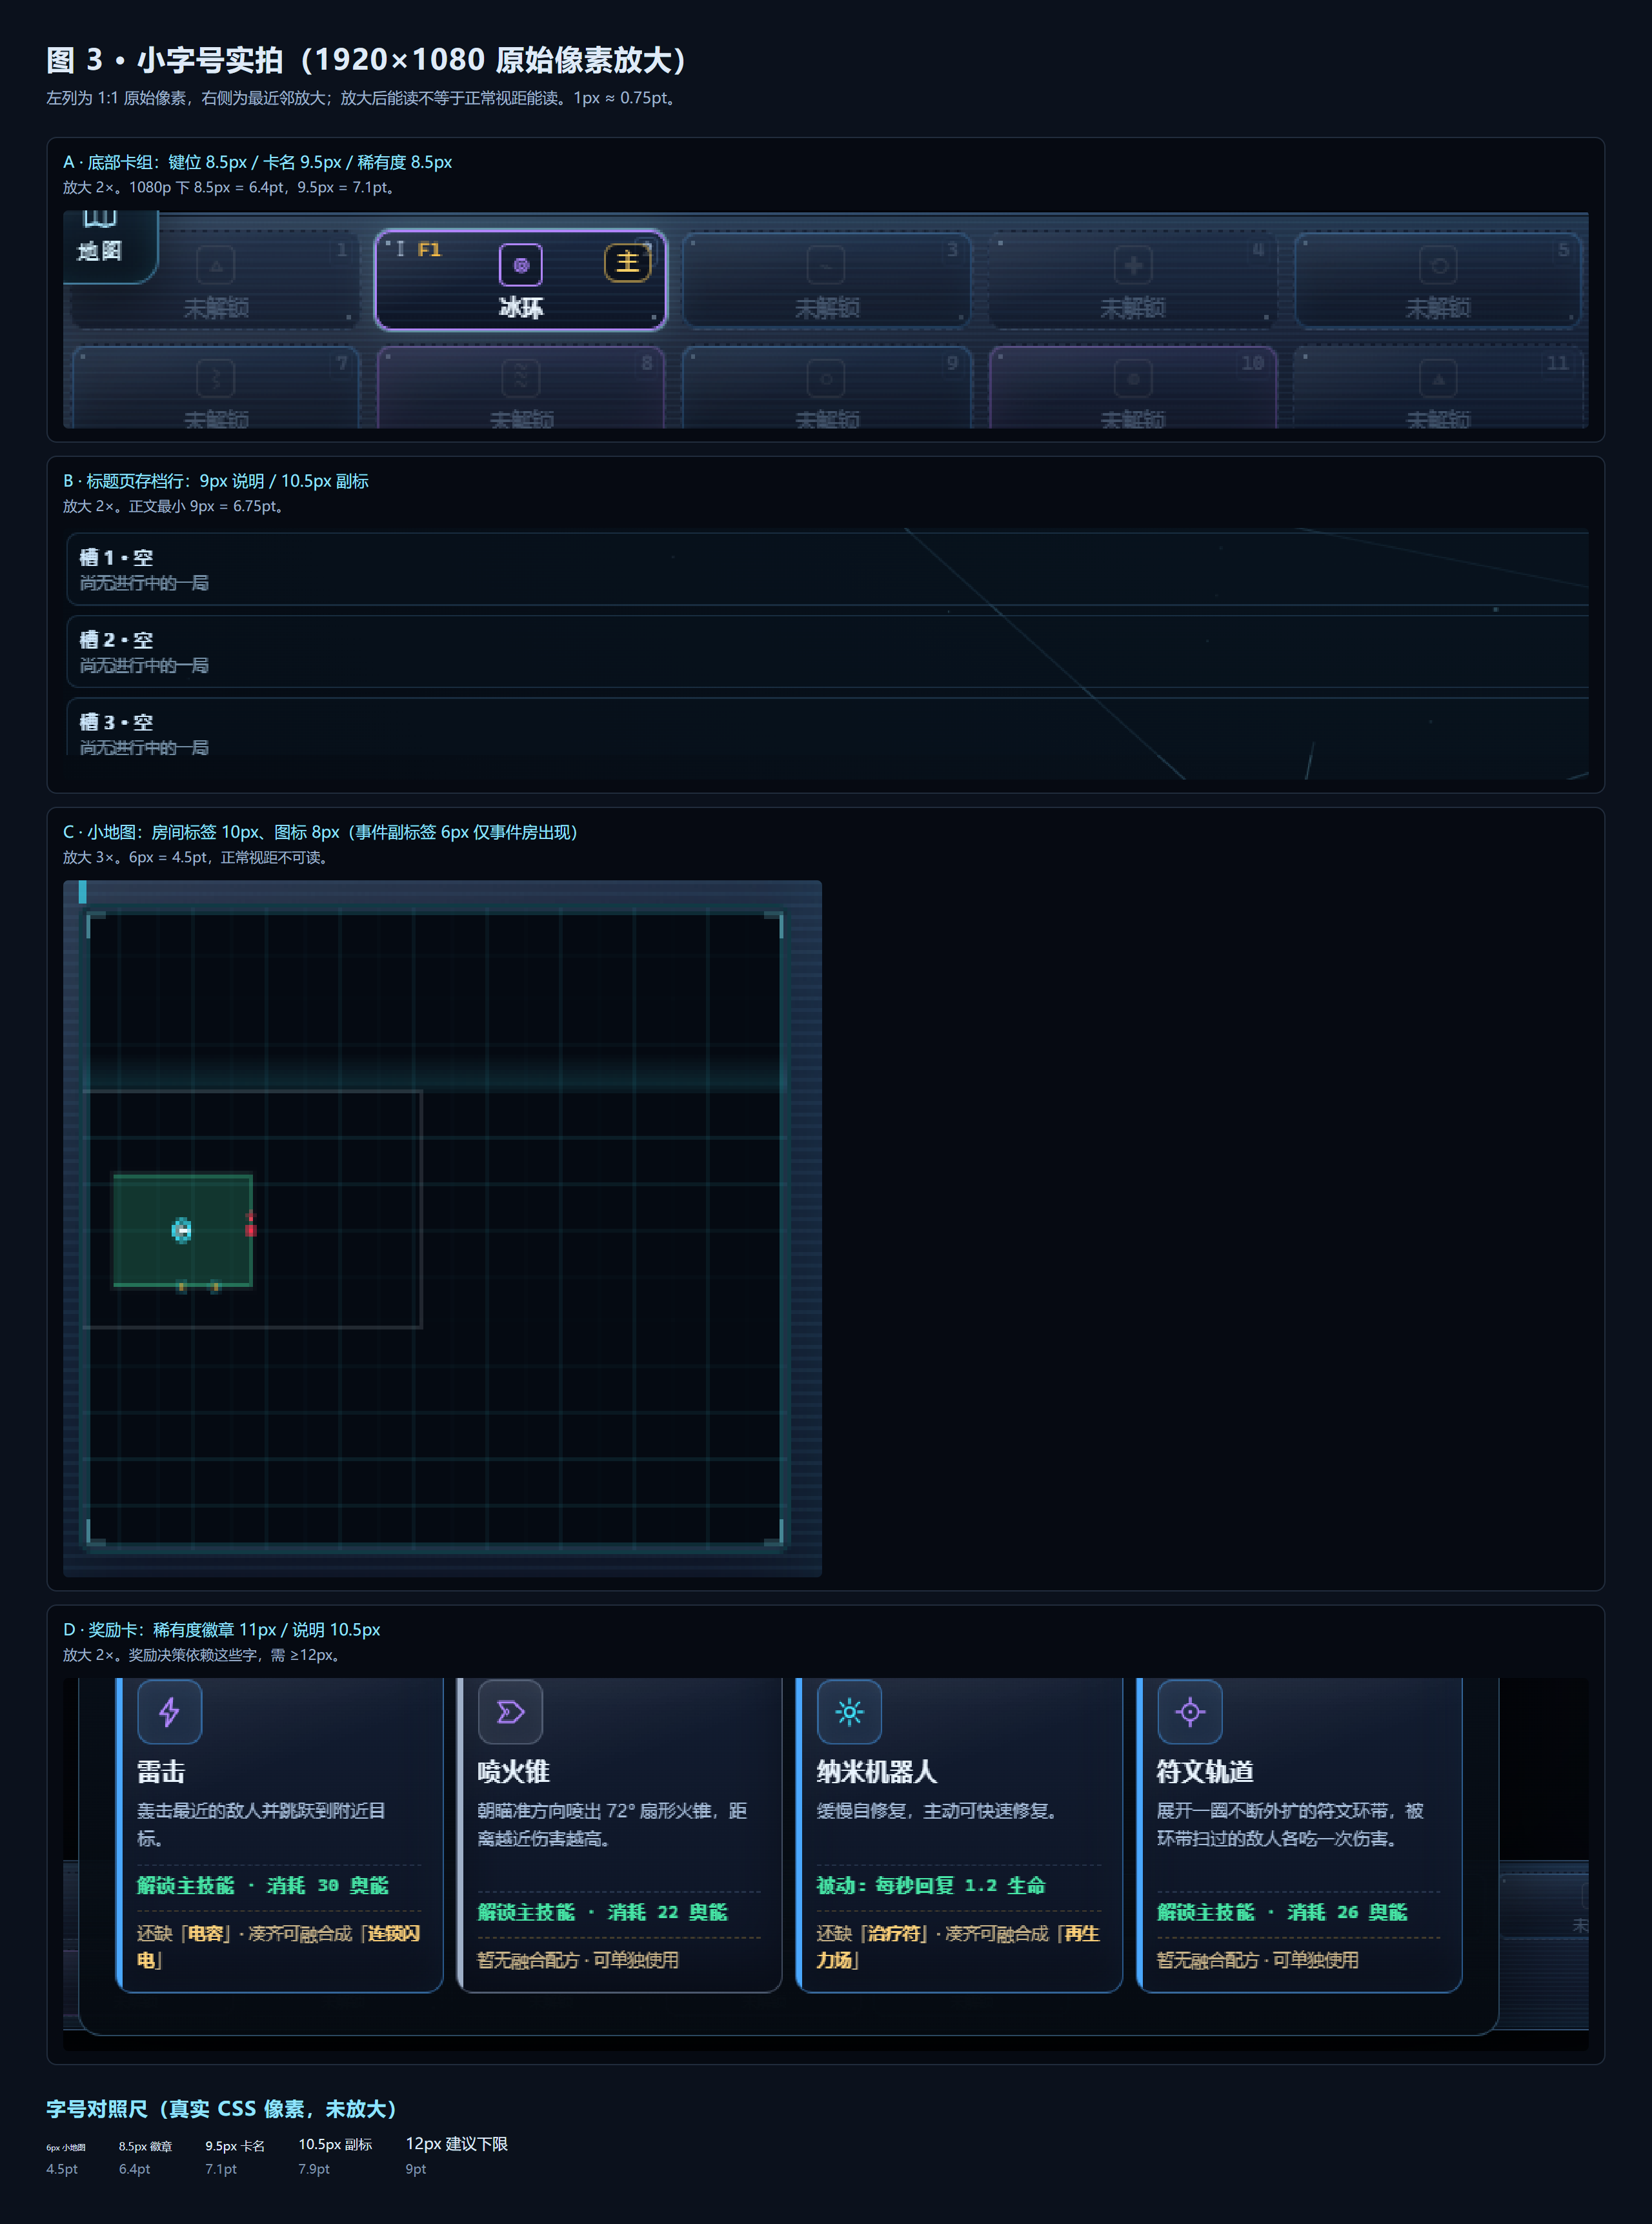 图 3 · 小字号实拍（1920×1080 原始像素放大）
左列为 1:1 原始像素，右侧为最近邻放大；放大后能读不等于正常视距能读。1px ≈ 0.75pt。
A · 底部卡组：键位 8.5px / 卡名 9.5px / 稀有度 8.5px
放大 2×。1080p 下 8.5px = 6.4pt，9.5px = 7.1pt。
地图
1
I F1 主 2
3
4
5
未解锁
冰环
未解锁
未解锁
未解锁
7
8
9
10
11
未解锁
未解锁
未解锁
未解锁
未解锁
B · 标题页存档行：9px 说明 / 10.5px 副标
放大 2×。正文最小 9px = 6.75pt。
槽 1 · 空
尚无进行中的一局
槽 2 · 空
尚无进行中的一局
槽 3 · 空
尚无进行中的一局
C · 小地图：房间标签 10px、图标 8px（事件副标签 6px 仅事件房出现）
放大 3×。6px = 4.5pt，正常视距不可读。
D · 奖励卡：稀有度徽章 11px / 说明 10.5px
放大 2×。奖励决策依赖这些字，需 ≥12px。
雷击
轰击最近的敌人并跳跃到附近目
标。
解锁主技能 · 消耗 30 奥能
还缺「电容」· 凑齐可融合成「连锁闪
电」
喷火锥
朝瞄准方向喷出 72° 扇形火锥，距
离越近伤害越高。
解锁主技能 · 消耗 22 奥能
暂无融合配方 · 可单独使用
纳米机器人
缓慢自修复，主动可快速修复。
被动：每秒回复 1.2 生命
还缺「治疗符」· 凑齐可融合成「再生
力场」
符文轨道
展开一圈不断外扩的符文环带，被
环带扫过的敌人各吃一次伤害。
解锁主技能 · 消耗 26 奥能
暂无融合配方 · 可单独使用
未
字号对照尺（真实 CSS 像素，未放大）
6px 小地图 8.5px 徽章 9.5px 卡名 10.5px 副标 12px 建议下限
4.5pt 6.4pt 7.1pt 7.9pt 9pt